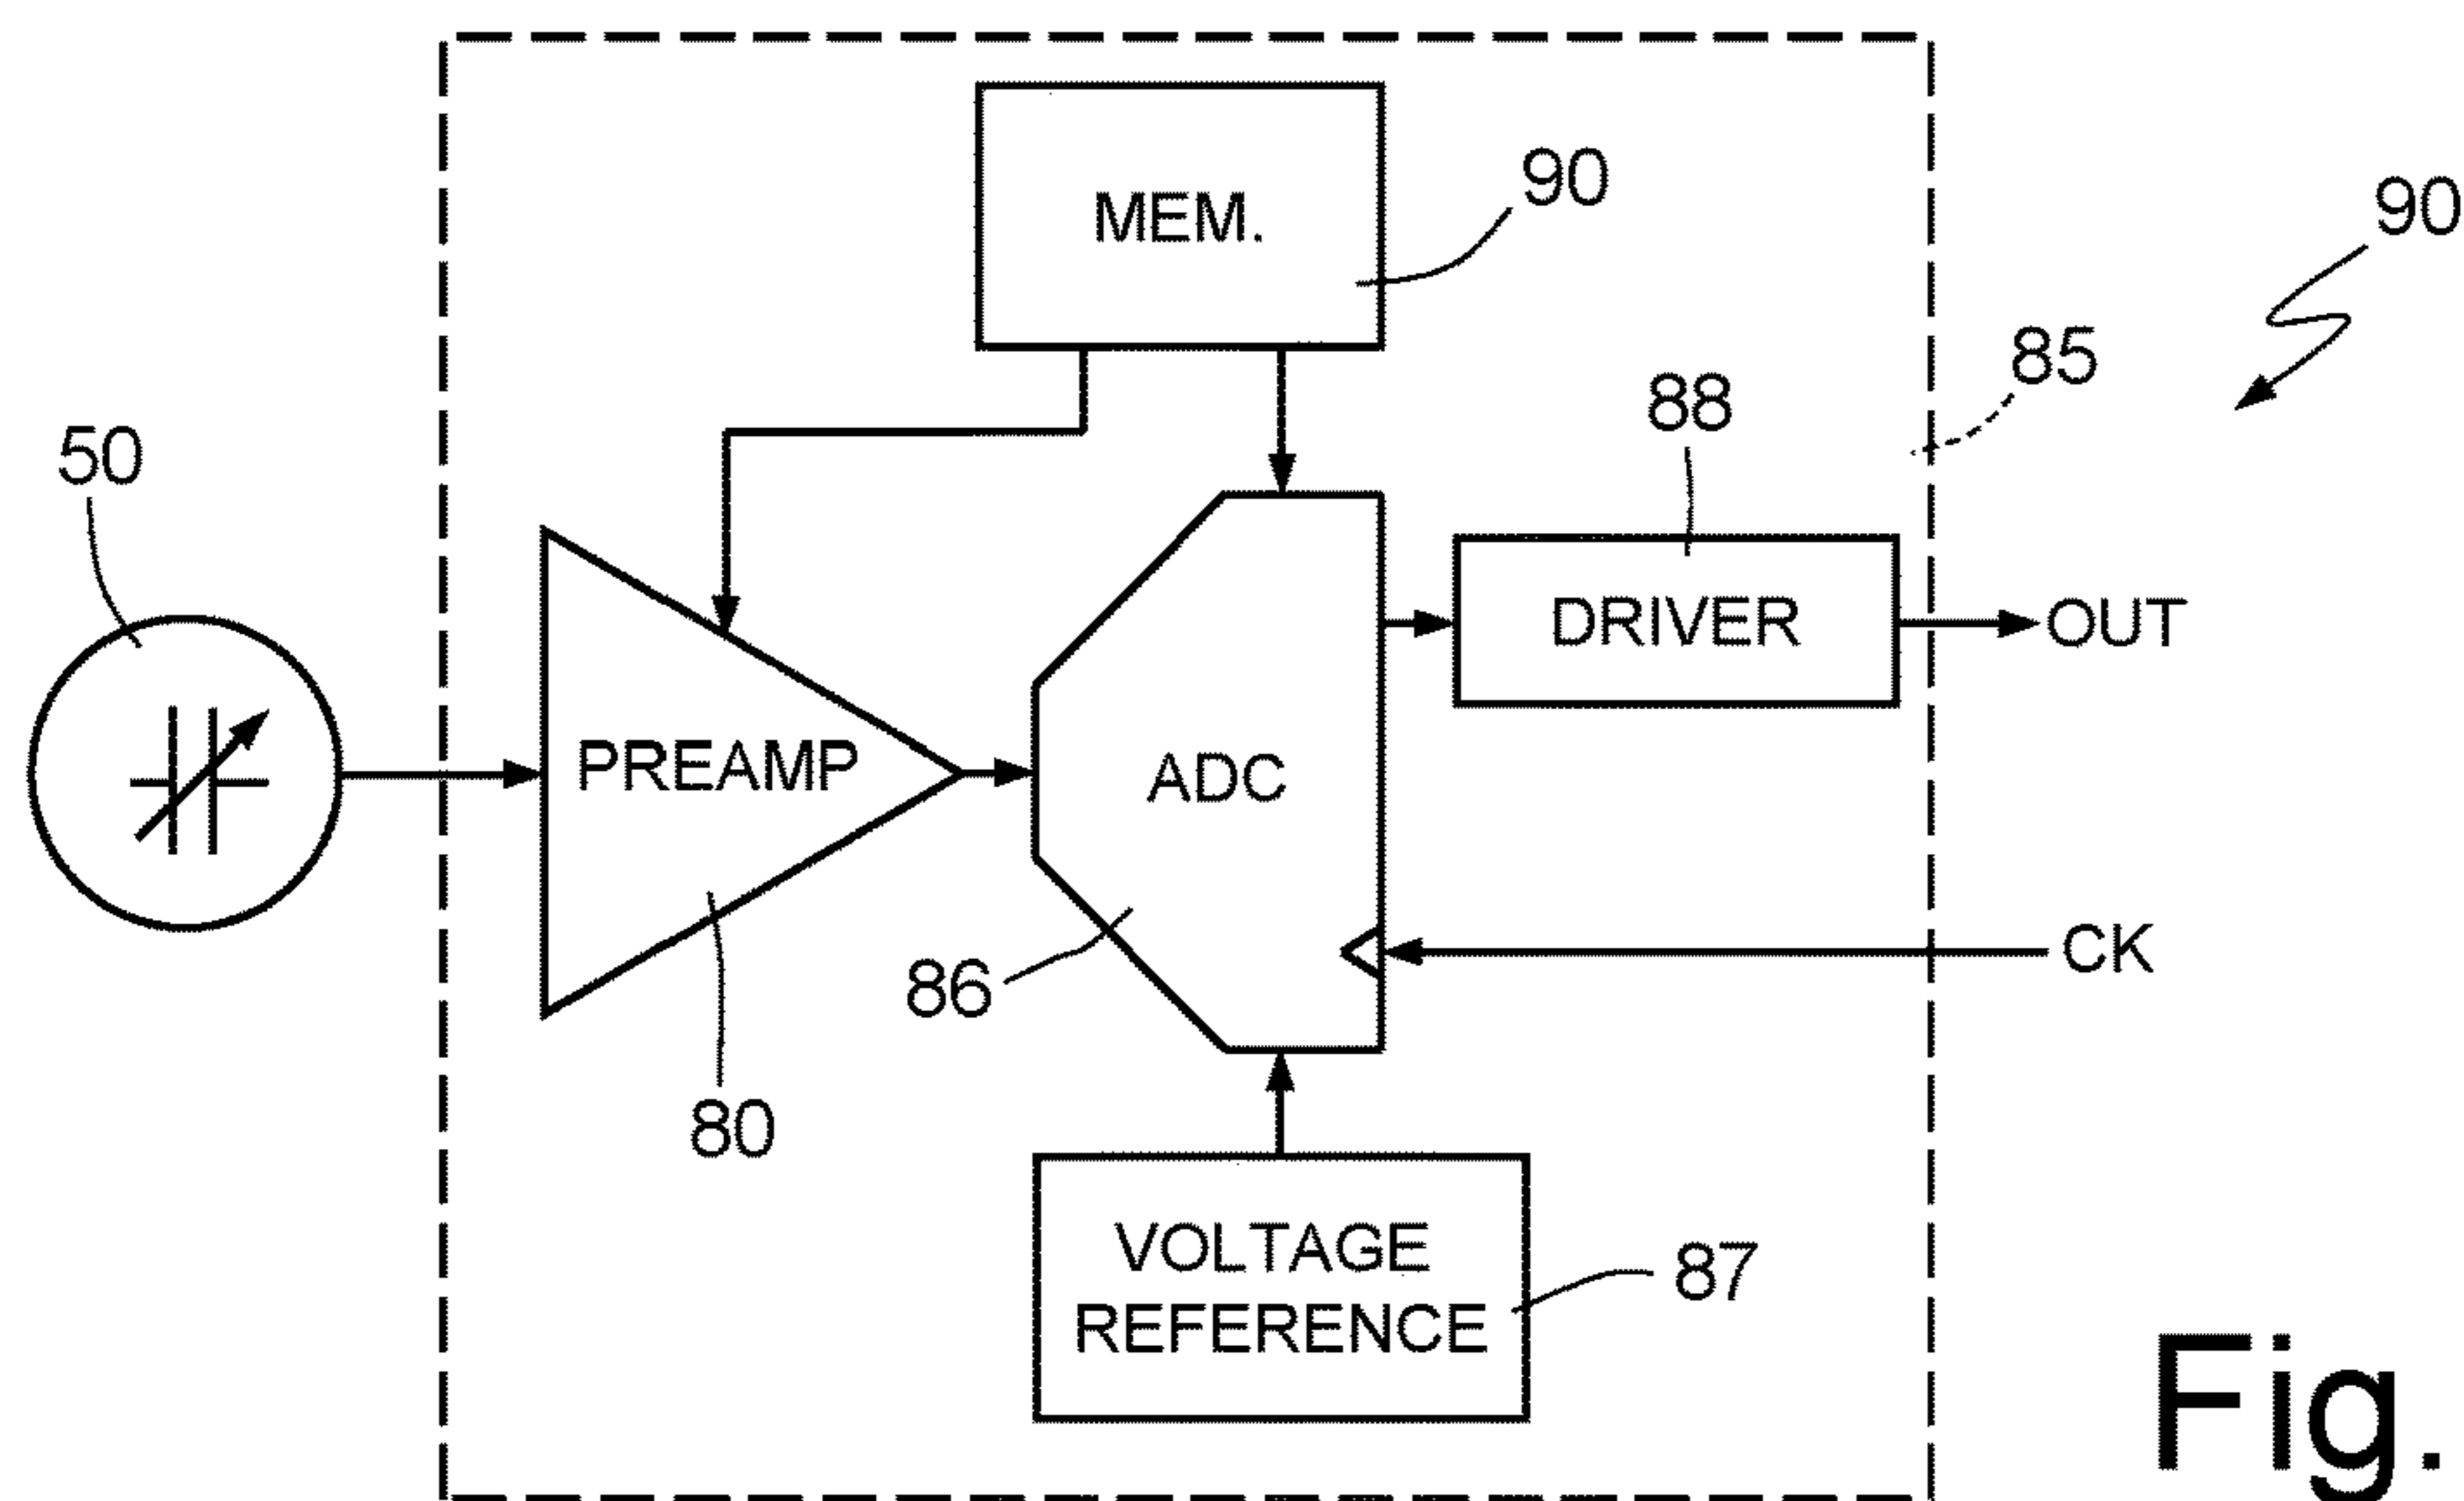 MEM.
90
90
85
88
50
DRIVER
OUT
PREAMP
ADC
CK
86
80
VOLTAGE
REFERENCE
87
Fig.